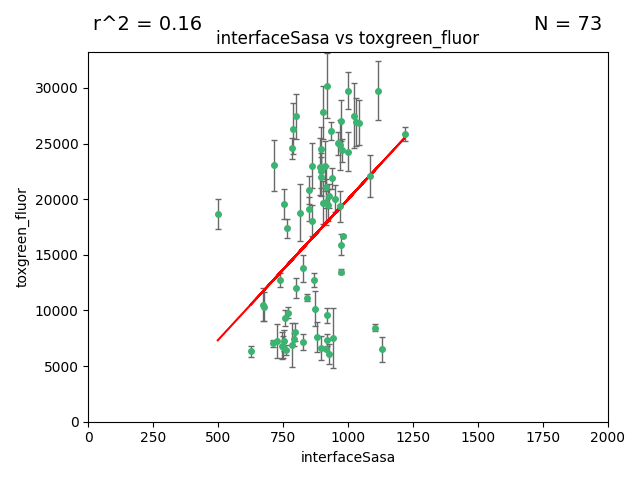 r^2 = 0.16
N = 73
interfaceSasa vs toxgreen_fluor
30000
25000
20000
15000
10000
5000
0
toxgreen_fluor
0 250 500 750 1000 1250 1500 1750 2000
interfaceSasa